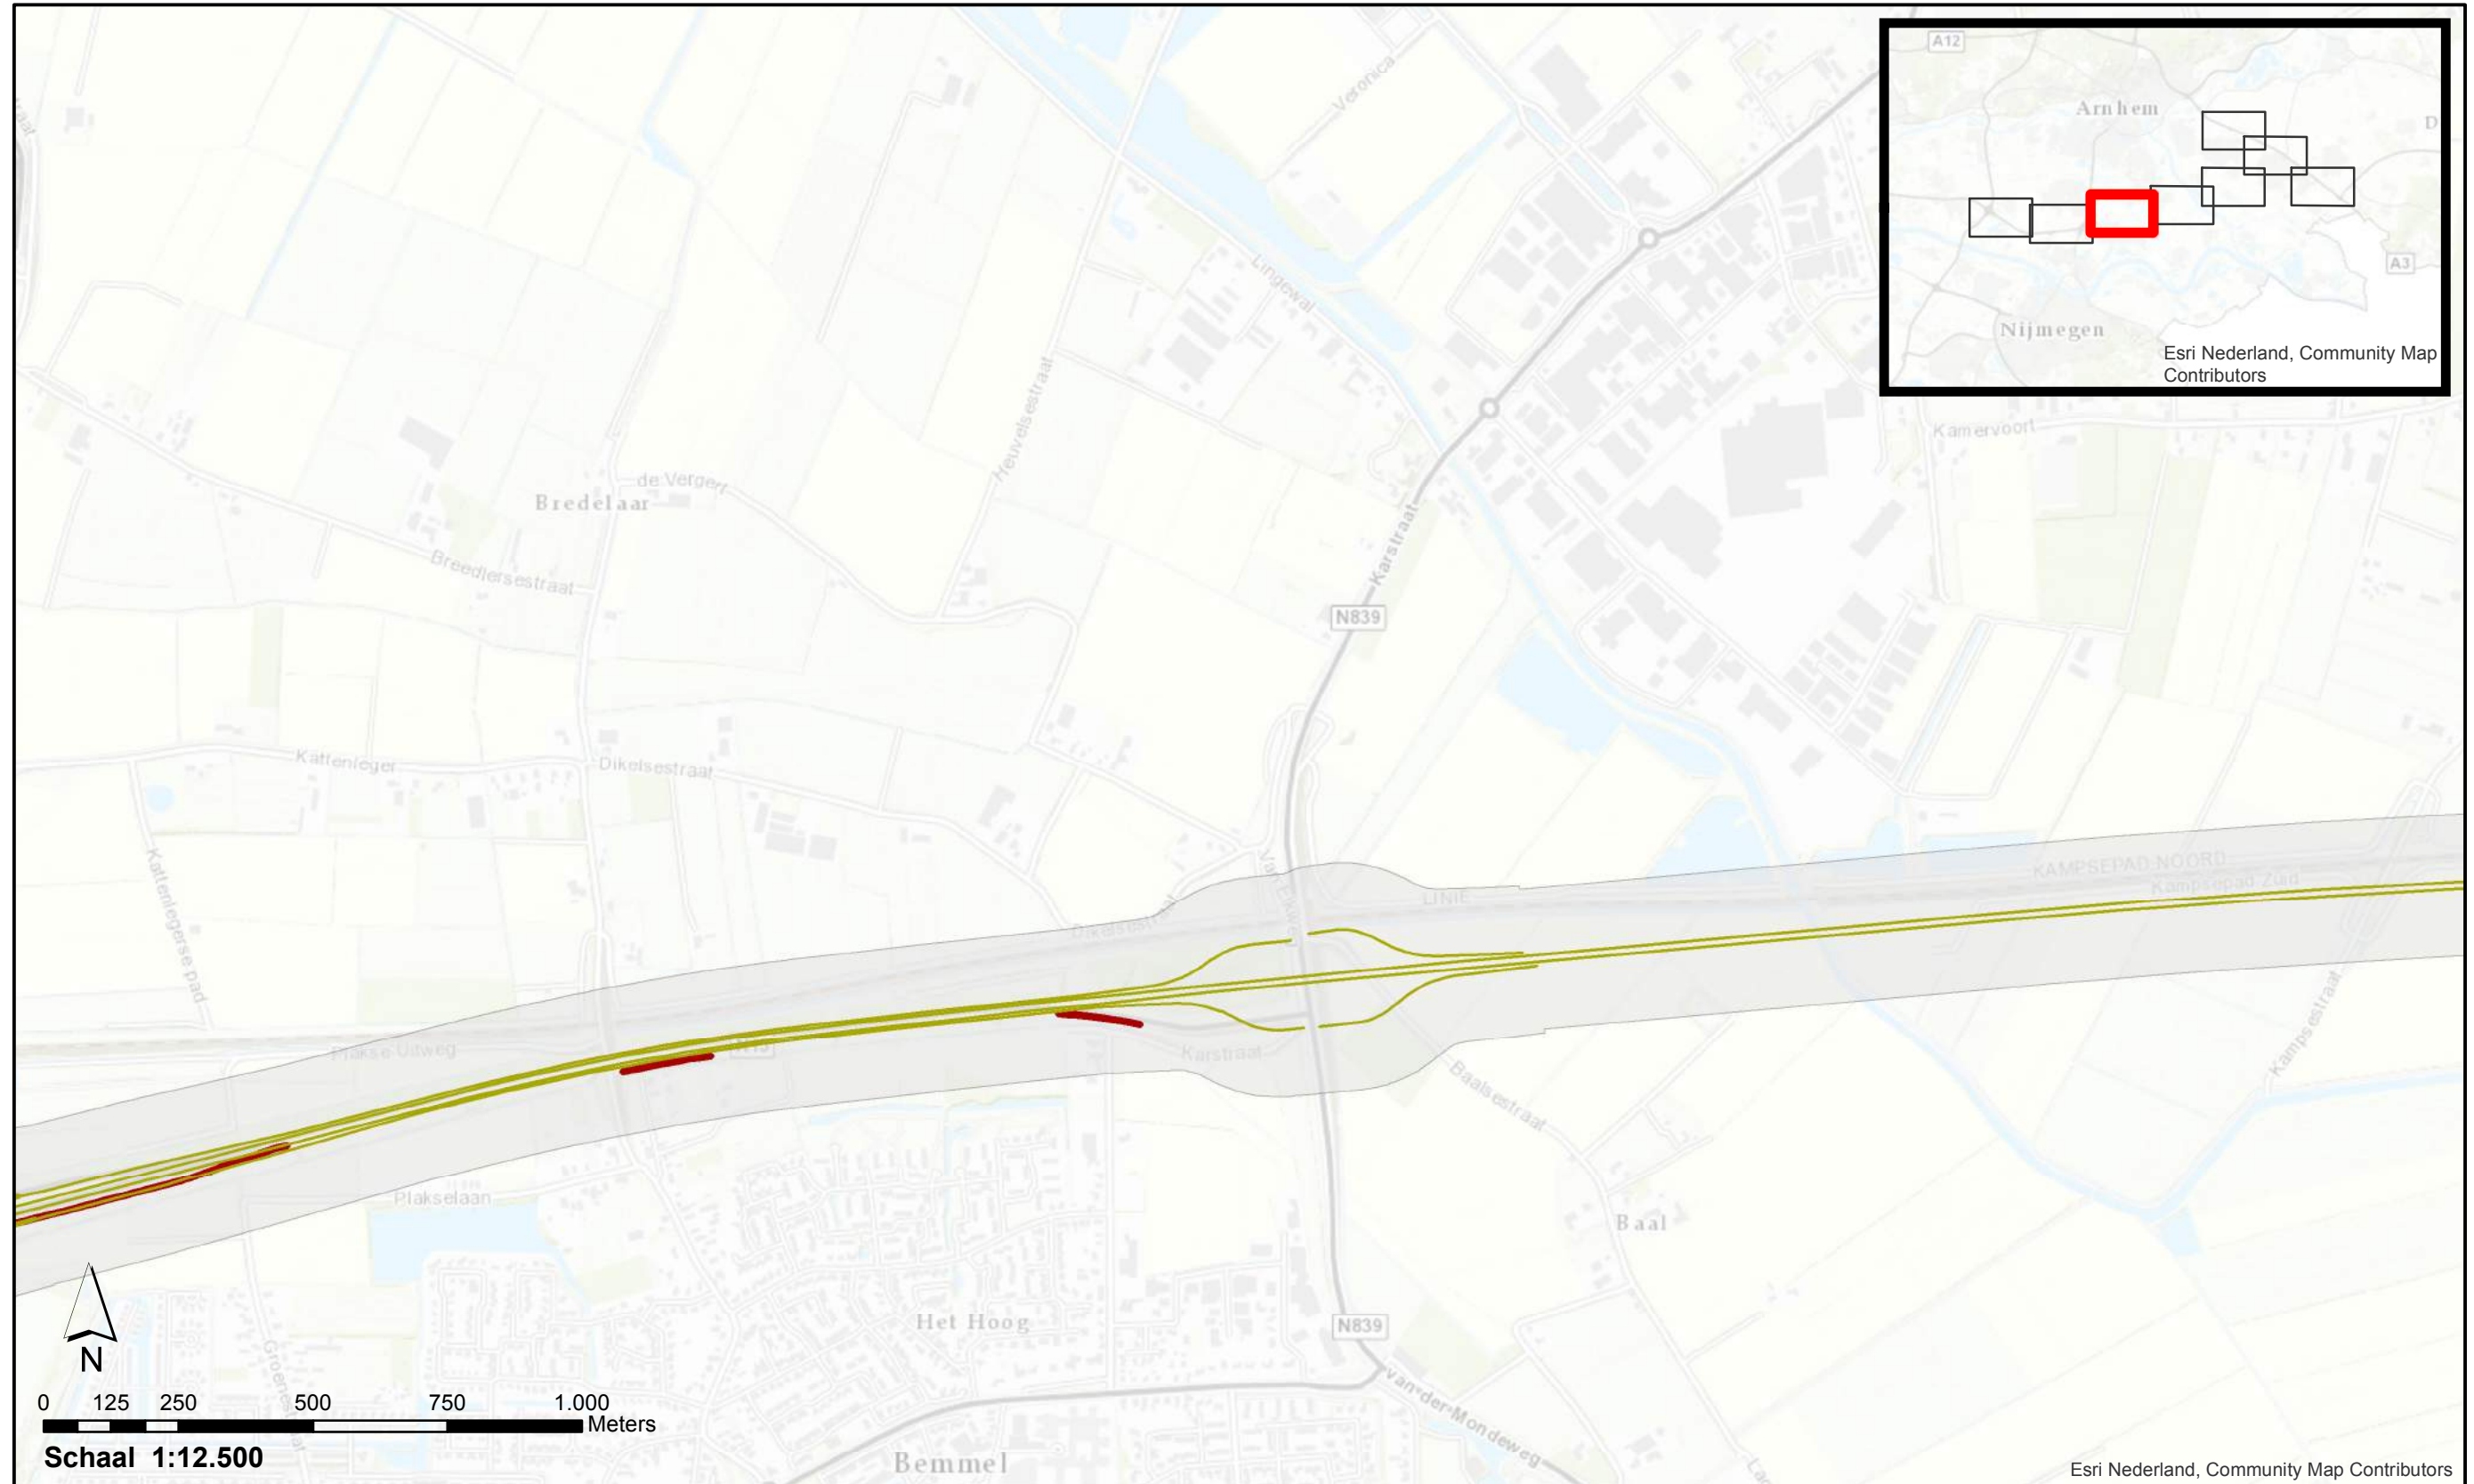 A12
Arnhem
D
A3
Nijmegen
Esri Nederland, Community Map
Contributors
Veronica
Lingewal
Heuvelsestraat
Kamervoort
de Vergert
Bredelaar
Karstraat
Breedlersestraat
N839
Kattenleger
Dikelsestraat
Kattenlegerse pad
KAMPSEPAD NOORD
Kampsepad Zuid
LINIE
Dikelsestraat
Plakse Uitweg
Karstraat
Baalsestraat
Kampsestraat
Plakselaan
Baal
Het Hoog
N839
N
van der Mondeweg
0 125 250 500 750 1.000
Meters
Schaal 1:12.500
Bemmel
Esri Nederland, Community Map Contributors